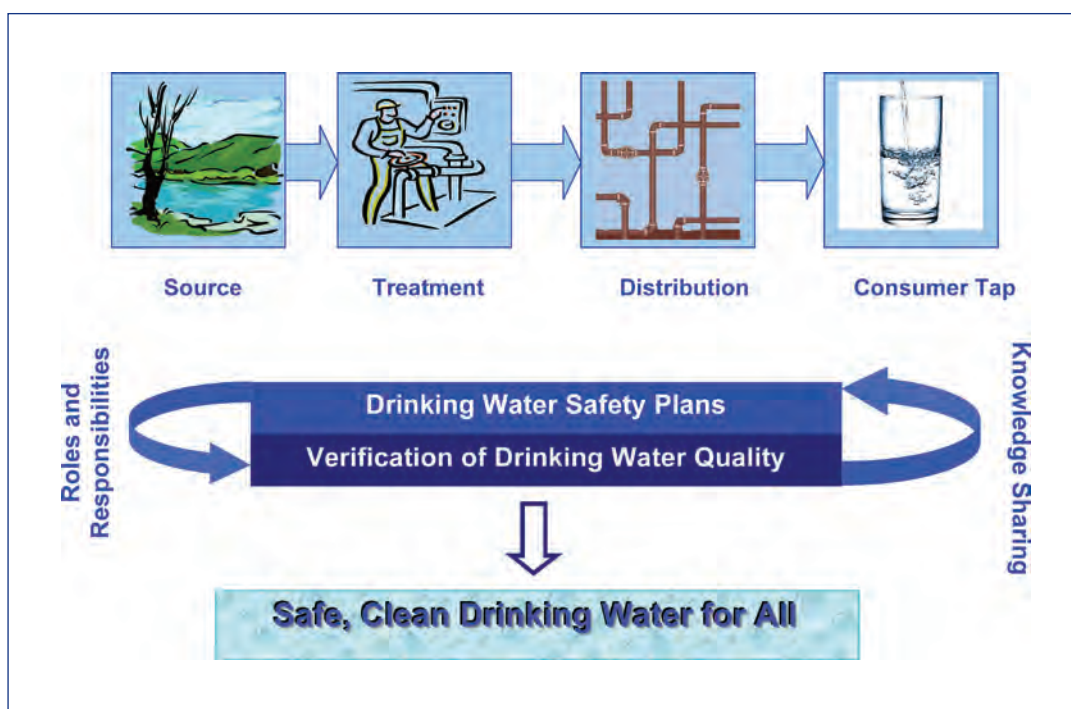 Source
Treatment
Distribution
Consumer Tap
Roles and
Responsibilities
Drinking Water Safety Plans
Verification of Drinking Water Quality
Knowledge Sharing
Safe, Clean Drinking Water for All